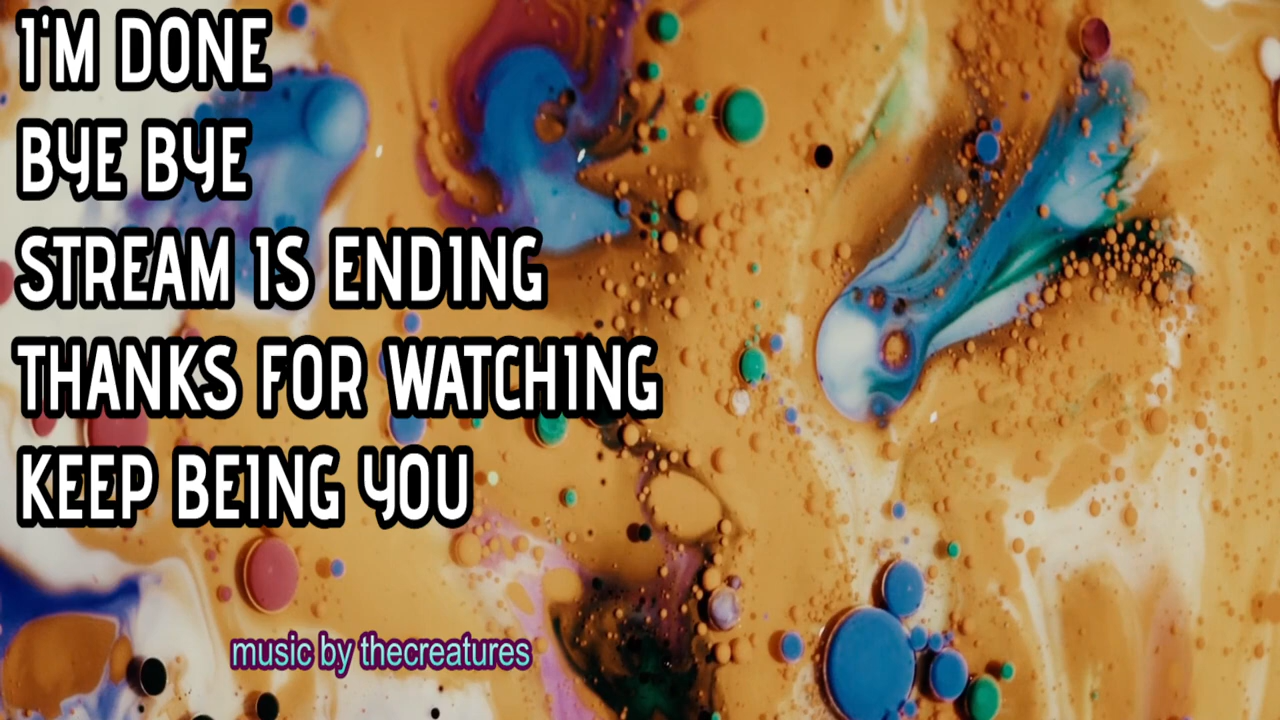 I'M DONE
BYE BYE
STREAM IS ENDING
THANKS FOR WATCHING
KEEP BEING YOU
music by thecreatures